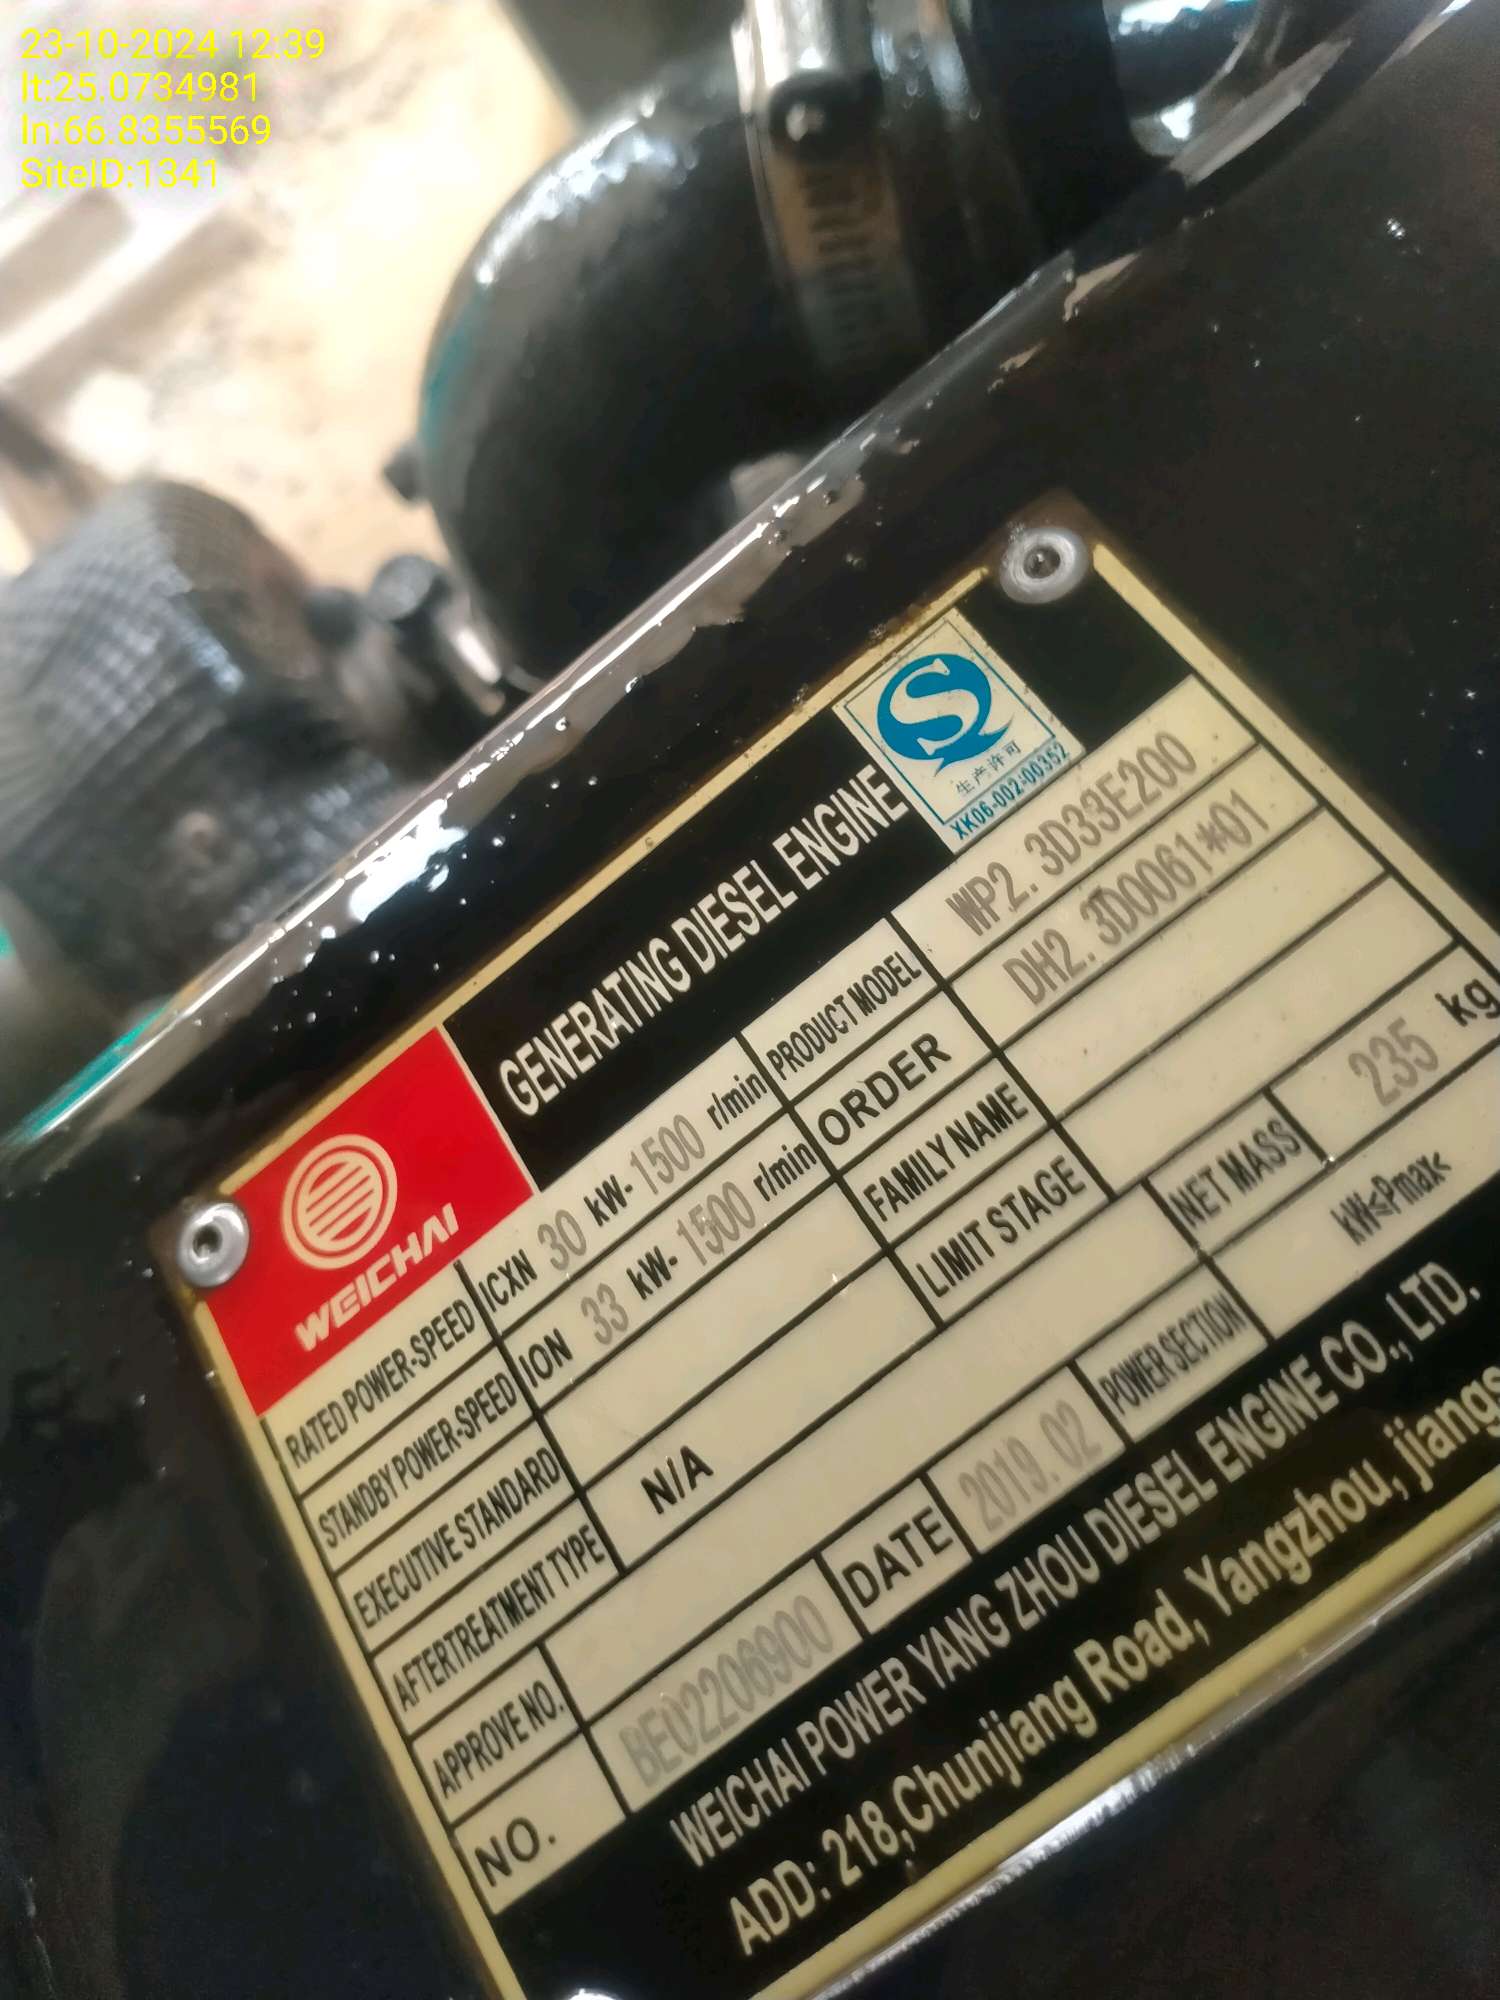 23-10-2024 12:39
lt:25.0734981
ln:66.8355569
SiteID:1341
生产许可
XK06-002-00352
WEICHAI
GENERATING DIESEL ENGINE
RATED POWER-SPEED ICXN 30 kW- 1500 r/min PRODUCT MODEL WP2.3D33E200
STANDBY POWER-SPEED ION 33 kW- 1500 r/min ORDER DH2.3D0061*01
EXECUTIVE STANDARD FAMILY NAME
AFTERTREATMENT TYPE N/A LIMIT STAGE
APPROVE NO. NET MASS 235 kg
NO. BE02206900 DATE 2019.02 POWER SECTION kW≤Pmax<
WEICHAI POWER YANG ZHOU DIESEL ENGINE CO., LTD.
ADD: 218,Chunjiang Road, Yangzhou, jiangs